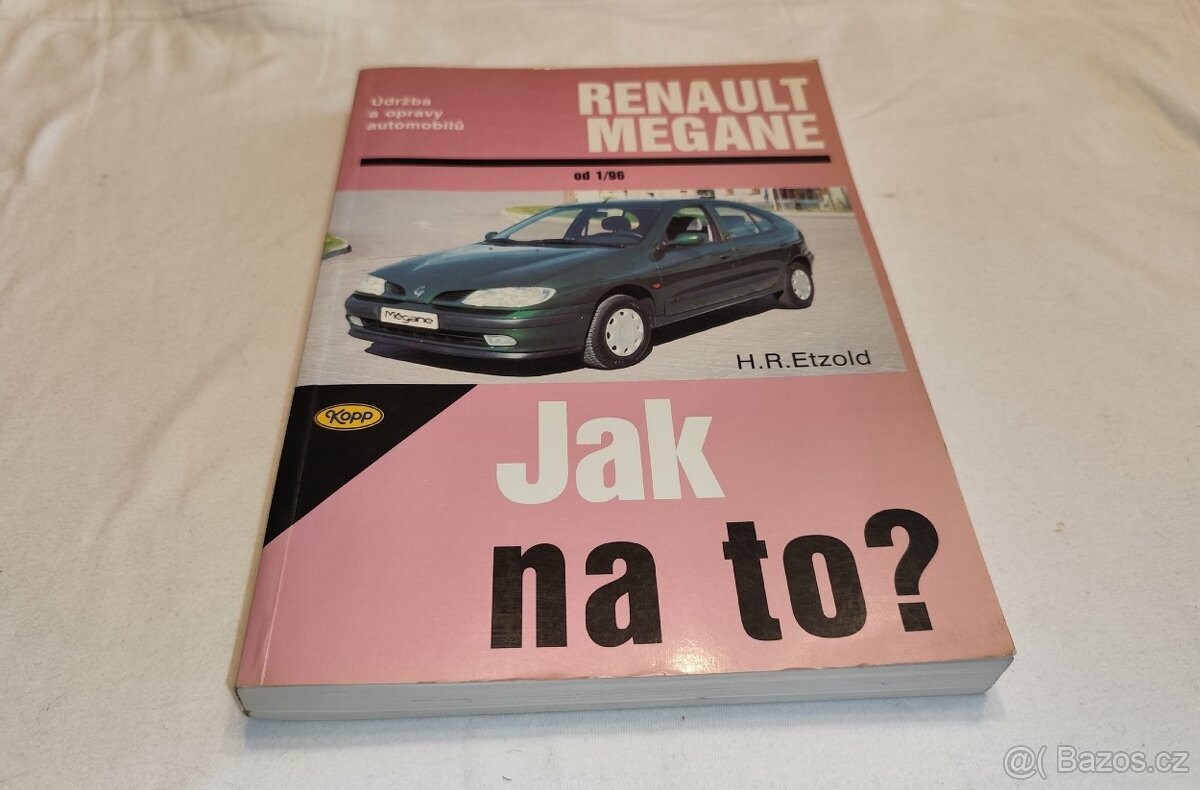 Údržba
a opravy
automobilů
RENAULT
MEGANE
od 1/96
Mégane
H.R.Etzold
Kopp
Jak
na to?
@( Bazos.cz